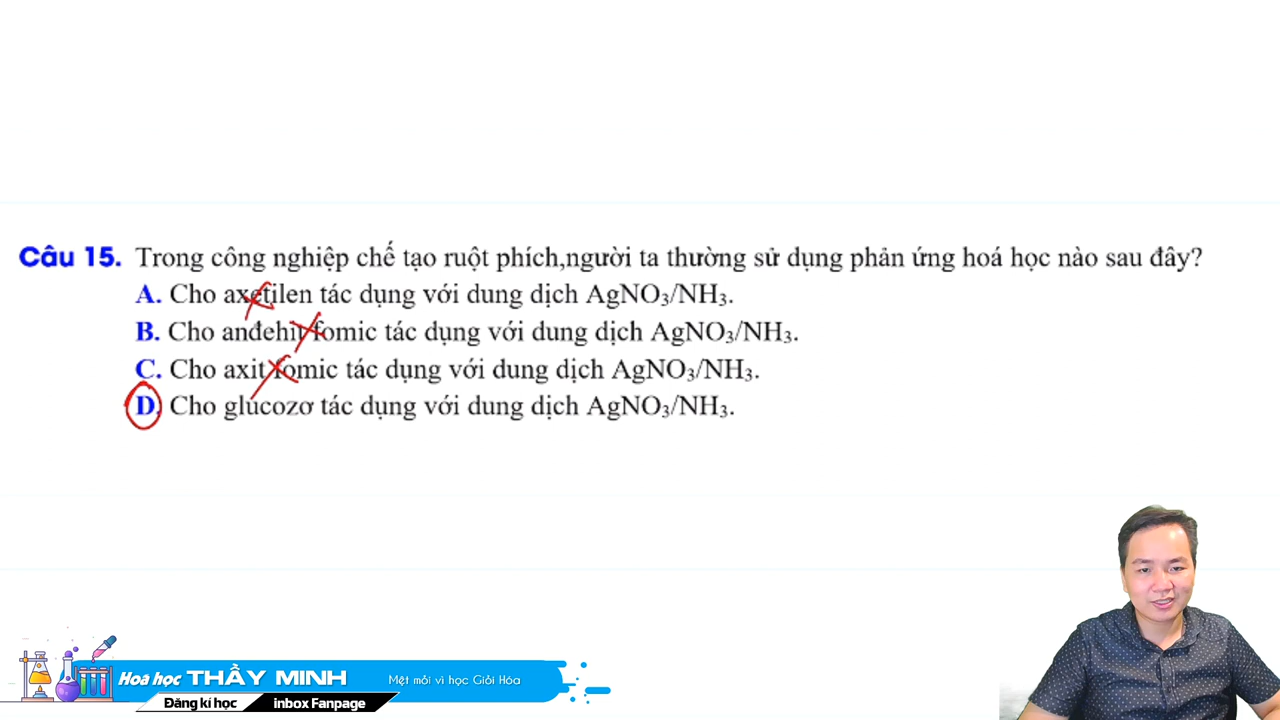 Câu 15. Trong công nghiệp chế tạo ruột phích,người ta thường sử dụng phản ứng hoá học nào sau đây?
A. Cho axetilen tác dụng với dung dịch AgNO₃/NH₃.
B. Cho anđehit fomic tác dụng với dung dịch AgNO₃/NH₃.
C. Cho axit fomic tác dụng với dung dịch AgNO₃/NH₃.
D. Cho glucozơ tác dụng với dung dịch AgNO₃/NH₃.
Hoá học THẦY MINH Mệt mỏi vì học Giỏi Hóa
Đăng kí học inbox Fanpage